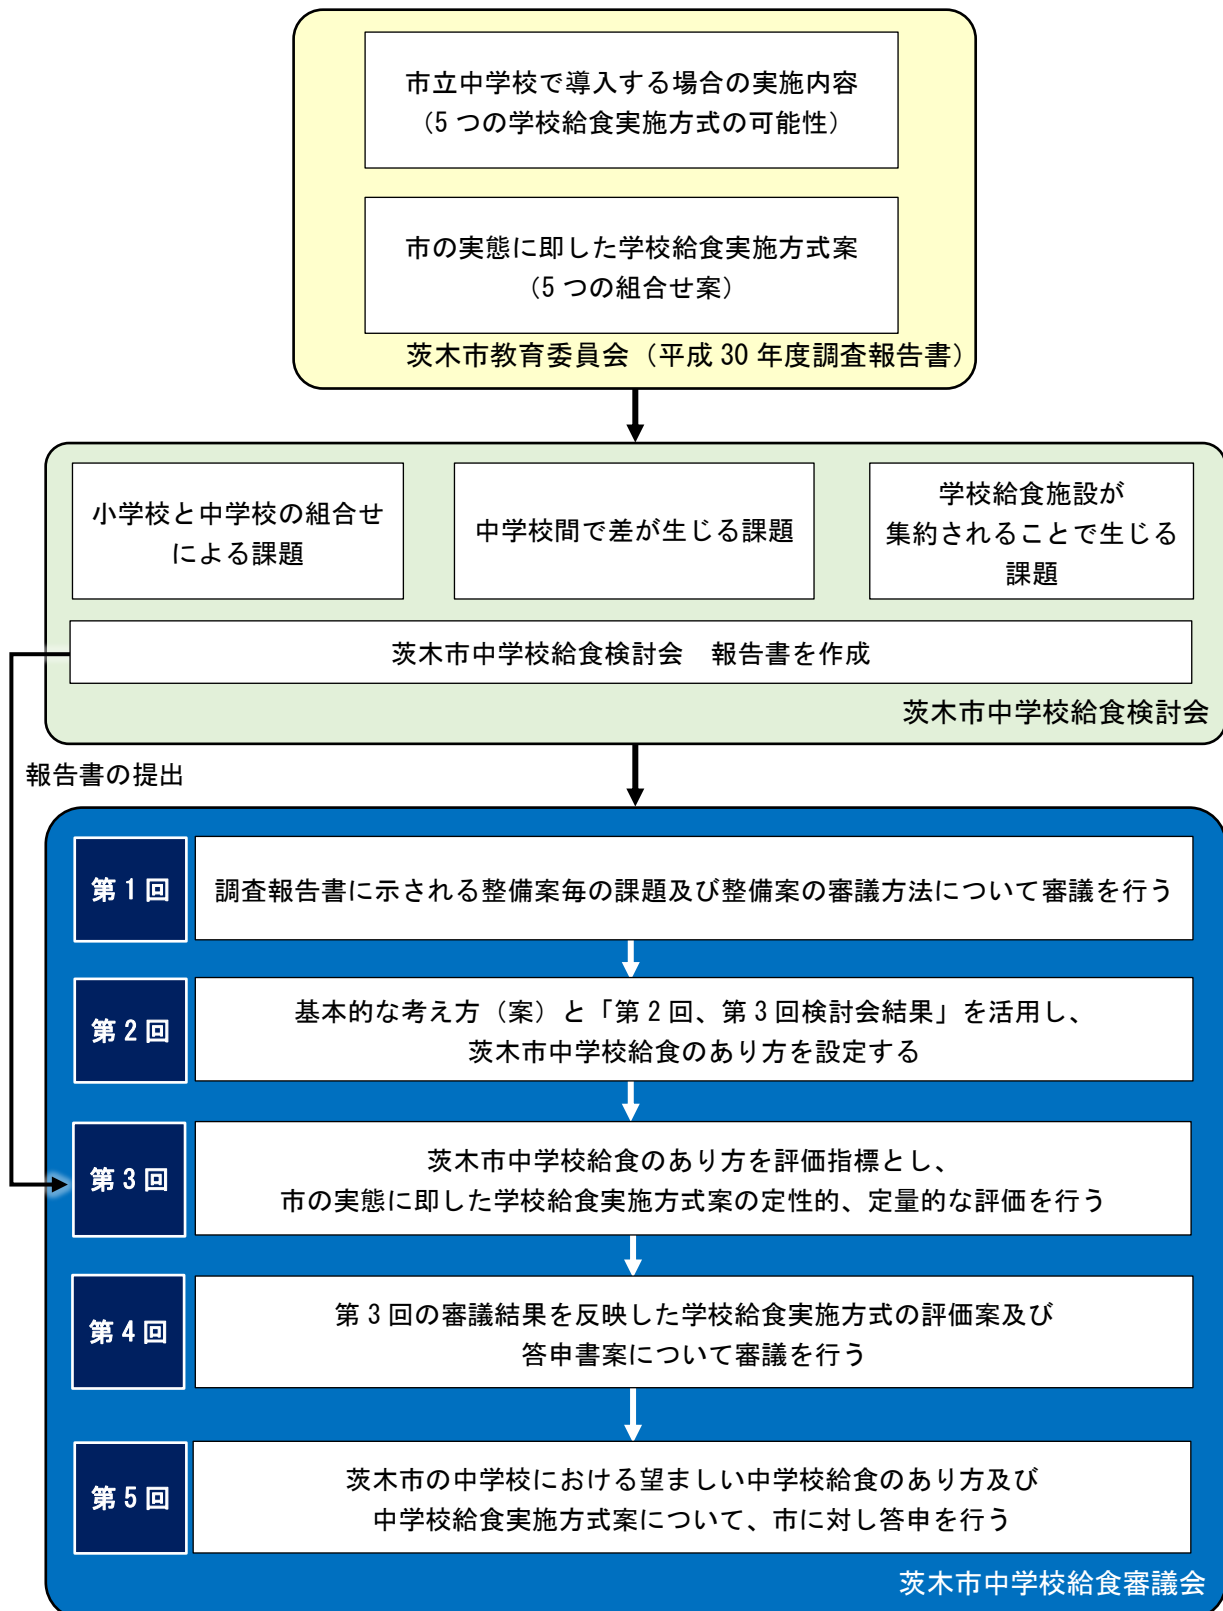 市立中学校で導入する場合の実施内容
（5つの学校給食実施方式の可能性）
市の実態に即した学校給食実施方式案
（5つの組合せ案）
茨木市教育委員会（平成30年度調査報告書）
小学校と中学校の組合せ
による課題
中学校間で差が生じる課題
学校給食施設が
集約されることで生じる
課題
茨木市中学校給食検討会　報告書を作成
茨木市中学校給食検討会
報告書の提出
第1回
調査報告書に示される整備案毎の課題及び整備案の審議方法について審議を行う
第2回
基本的な考え方（案）と「第2回、第3回検討会結果」を活用し、
茨木市中学校給食のあり方を設定する
第3回
茨木市中学校給食のあり方を評価指標とし、
市の実態に即した学校給食実施方式案の定性的、定量的な評価を行う
第4回
第3回の審議結果を反映した学校給食実施方式の評価案及び
答申書案について審議を行う
第5回
茨木市の中学校における望ましい中学校給食のあり方及び
中学校給食実施方式案について、市に対し答申を行う
茨木市中学校給食審議会